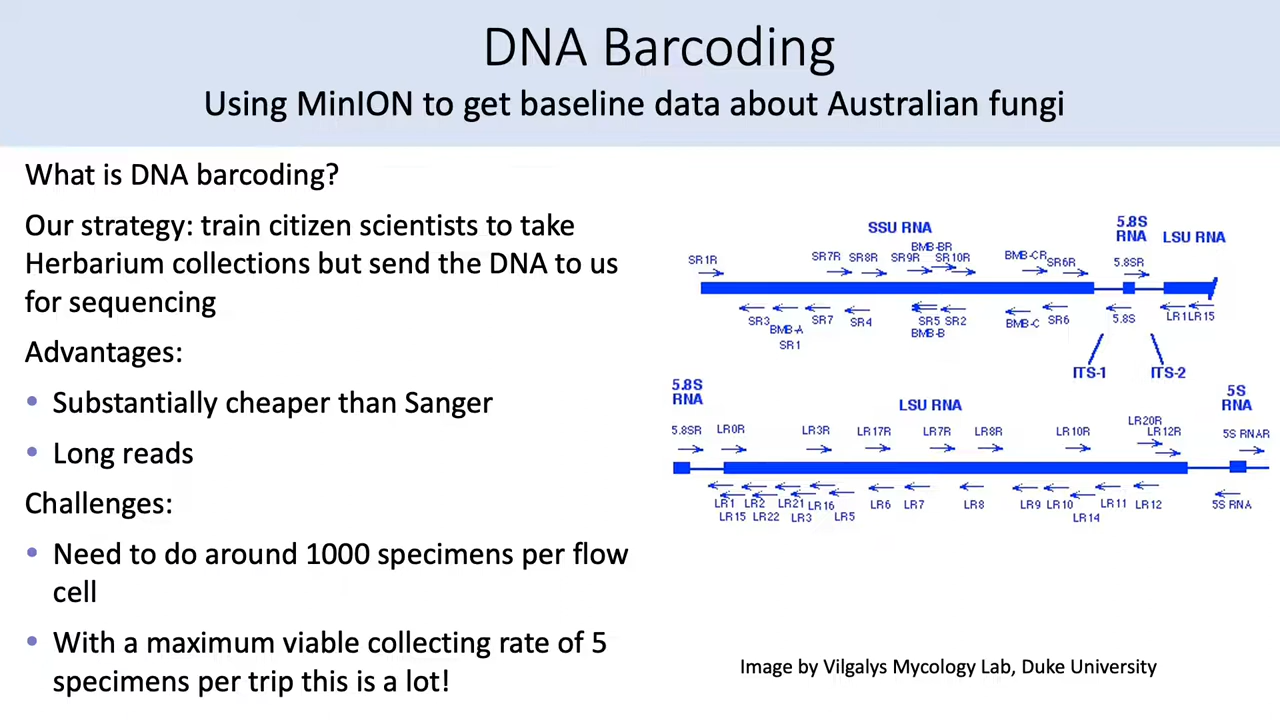 DNA Barcoding
Using MinION to get baseline data about Australian fungi
What is DNA barcoding?
Our strategy: train citizen scientists to take
Herbarium collections but send the DNA to us
for sequencing
Advantages:
• Substantially cheaper than Sanger
• Long reads
Challenges:
• Need to do around 1000 specimens per flow
cell
• With a maximum viable collecting rate of 5
specimens per trip this is a lot!
SSU RNA
5.8S
RNA
LSU RNA
SR1R
SR7R
SR8R
SR9R
BMB-BR
SR10R
BMB-CR
SR6R
5.8SR
SR3
BMB-A
SR1
SR7
SR4
SR5
BMB-B
SR2
BMB-C
SR6
5.8S
LR1
LR15
ITS-1
ITS-2
5.8S
RNA
LSU RNA
5S
RNA
5.8SR
LR0R
LR3R
LR17R
LR7R
LR8R
LR10R
LR20R
LR12R
5S RNAR
LR1
LR15
LR2
LR22
LR21
LR3
LR16
LR5
LR6
LR7
LR8
LR9
LR10
LR14
LR11
LR12
5S RNA
Image by Vilgalys Mycology Lab, Duke University